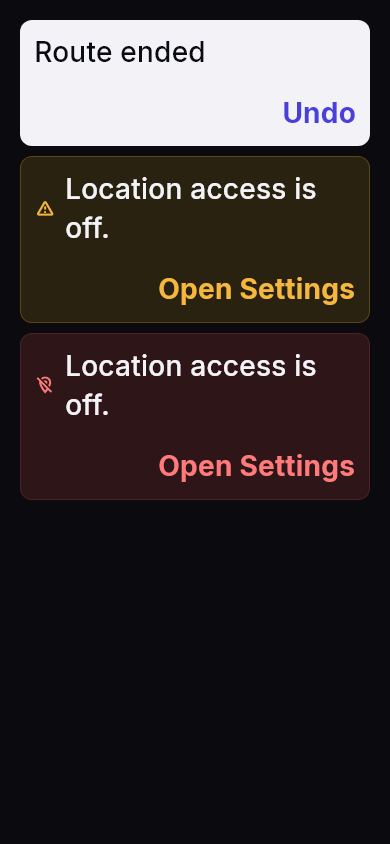 Route ended
Undo
Location access is
off.
Open Settings
Location access is
off.
Open Settings